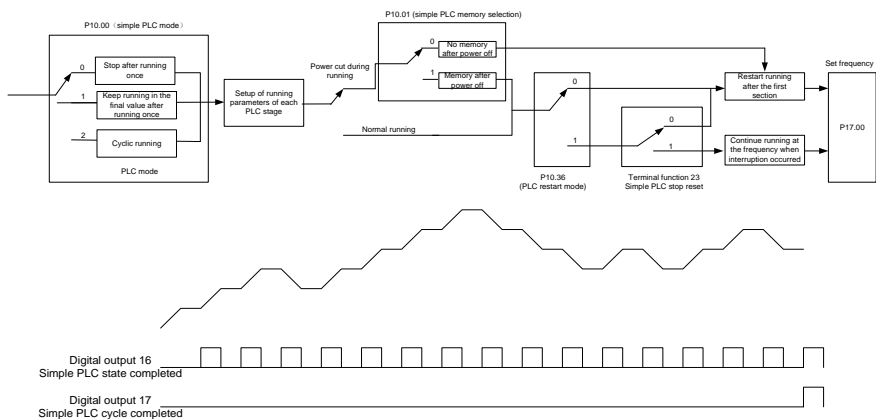 P10.00（simple PLC mode)
0
Stop after running
once
1
Keep running in the
final value after
running once
2
Cyclic running
PLC mode
Setup of running
parameters of each
PLC stage
Power cut during
running
Normal running
P10.01 (simple PLC memory selection)
0
No memory
after power off
1
Memory after
power off
0
1
P10.36
(PLC restart mode)
0
1
Terminal function 23
Simple PLC stop reset
Restart running
after the first
section
Continue running at
the frequency when
interruption occurred
Set frequency
P17.00
Digital output 16
Simple PLC state completed
Digital output 17
Simple PLC cycle completed